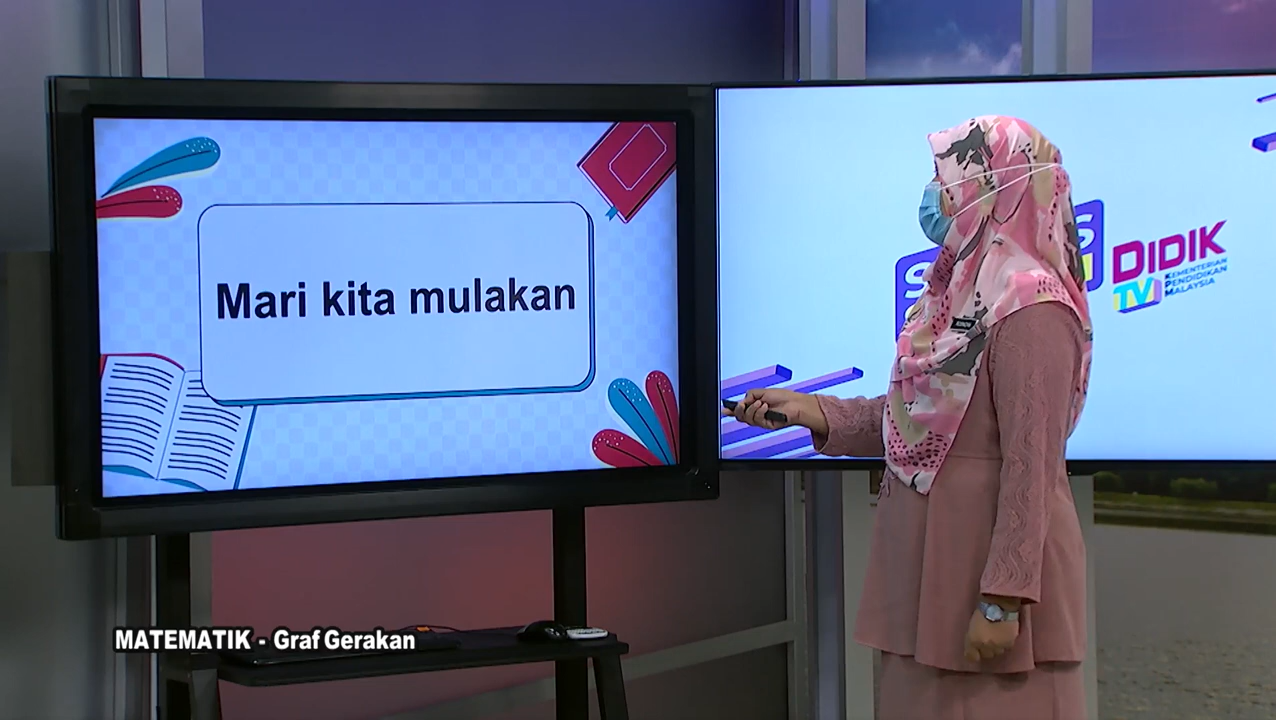 Mari kita mulakan
DIDIK
TV
KEMENTERIAN
PENDIDIKAN
MALAYSIA
MATEMATIK - Graf Gerakan